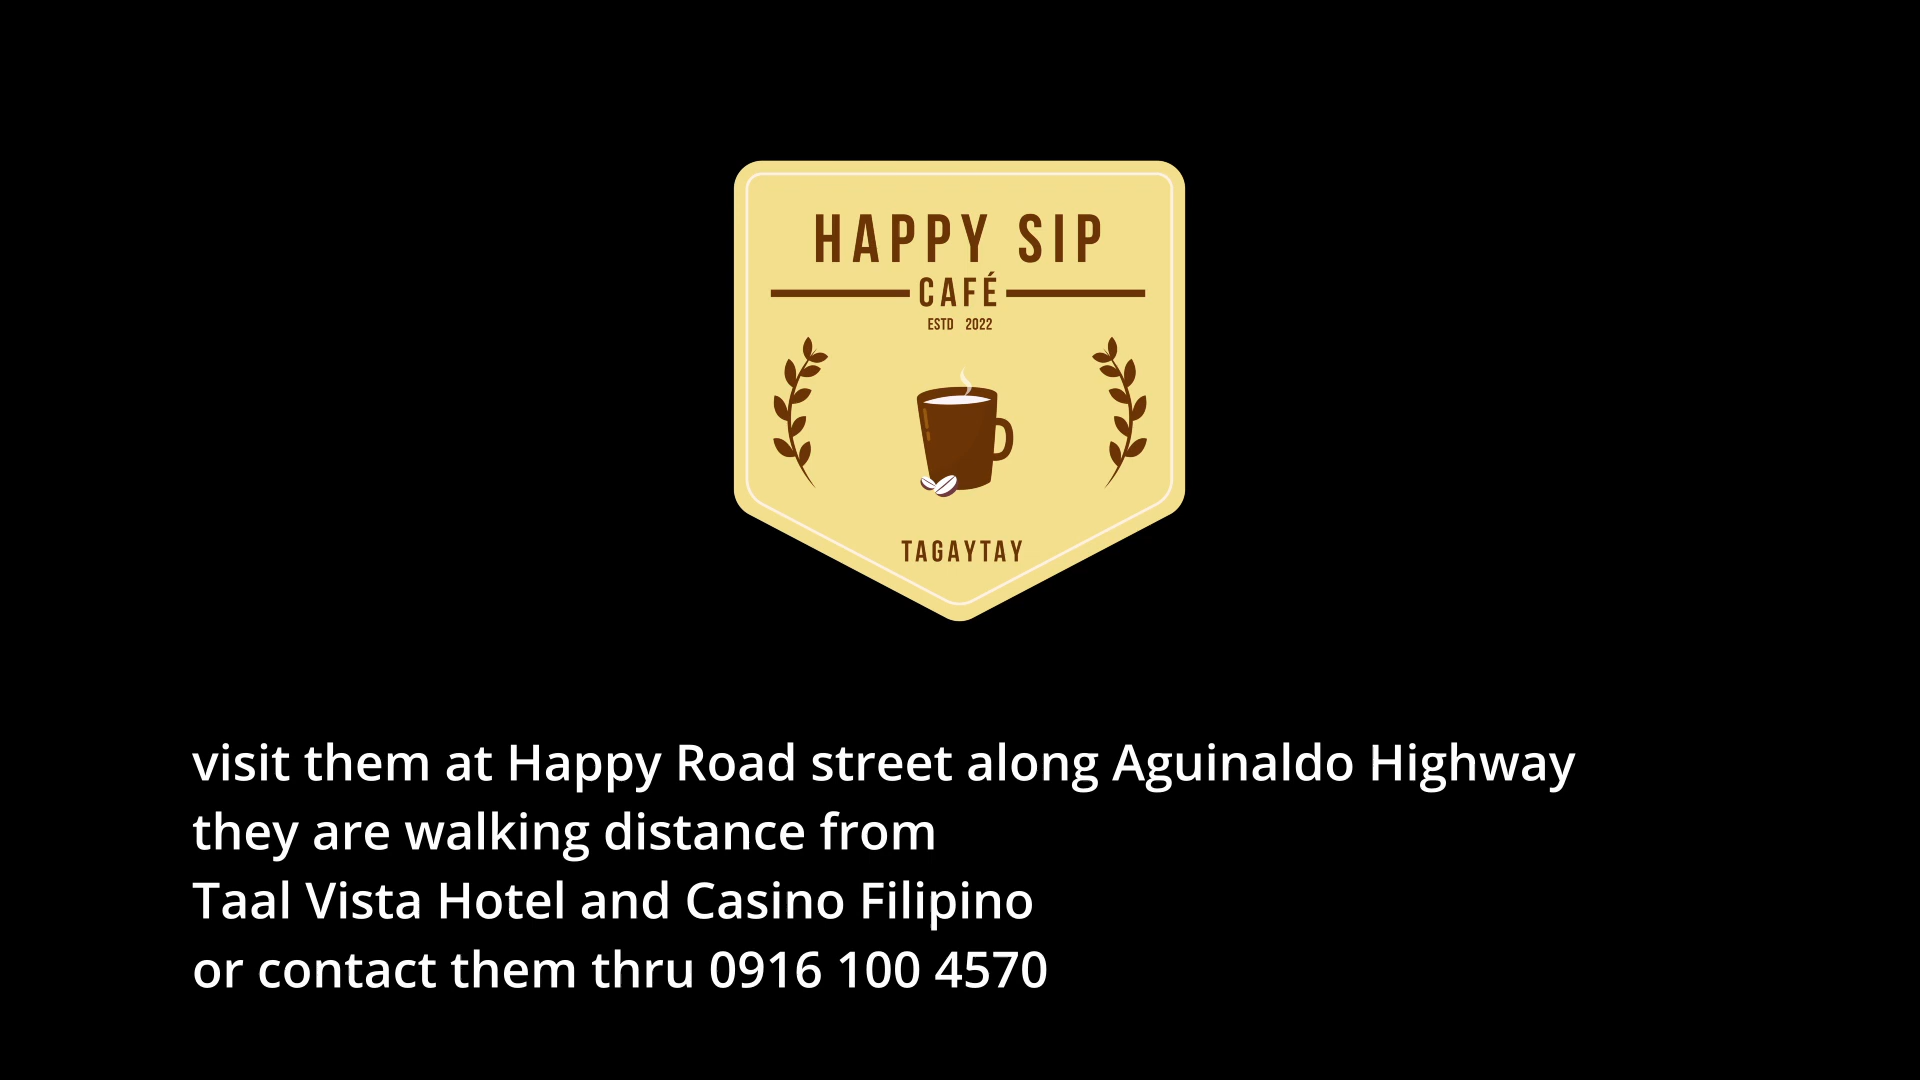 HAPPY SIP
CAFÉ
ESTD 2022
TAGAYTAY
visit them at Happy Road street along Aguinaldo Highway
they are walking distance from
Taal Vista Hotel and Casino Filipino
or contact them thru 0916 100 4570